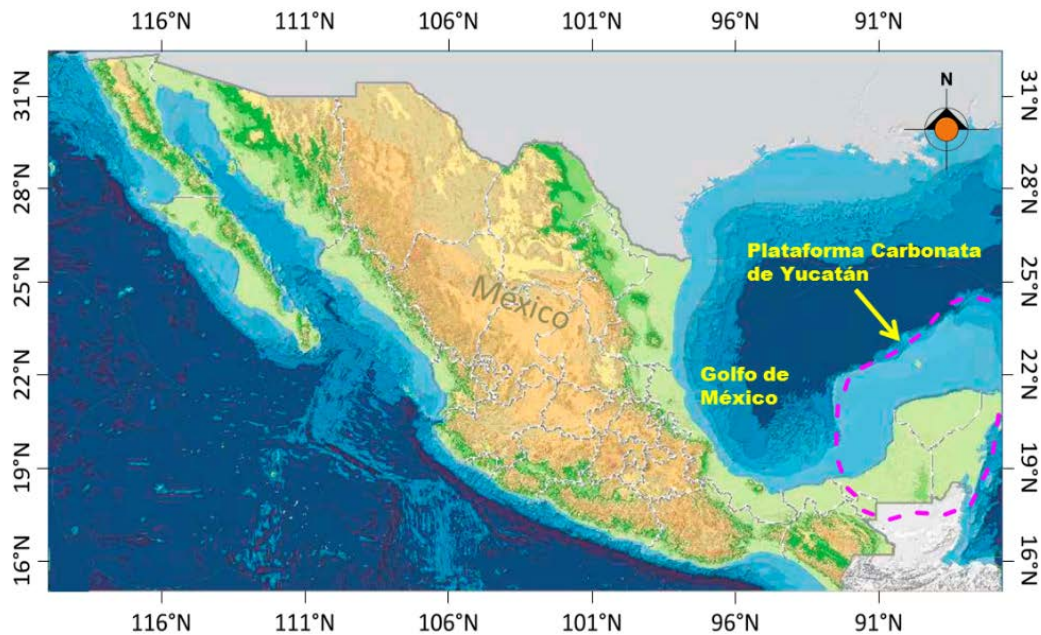 116°W 111°W 106°W 101°W 96°W 91°W
31°N 31°N
N
28°N 28°N
Plataforma Carbonata
de Yucatán
25°N 25°N
México
22°N 22°N
Golfo de
México
19°N 19°N
16°N 16°N
116°W 111°W 106°W 101°W 96°W 91°W